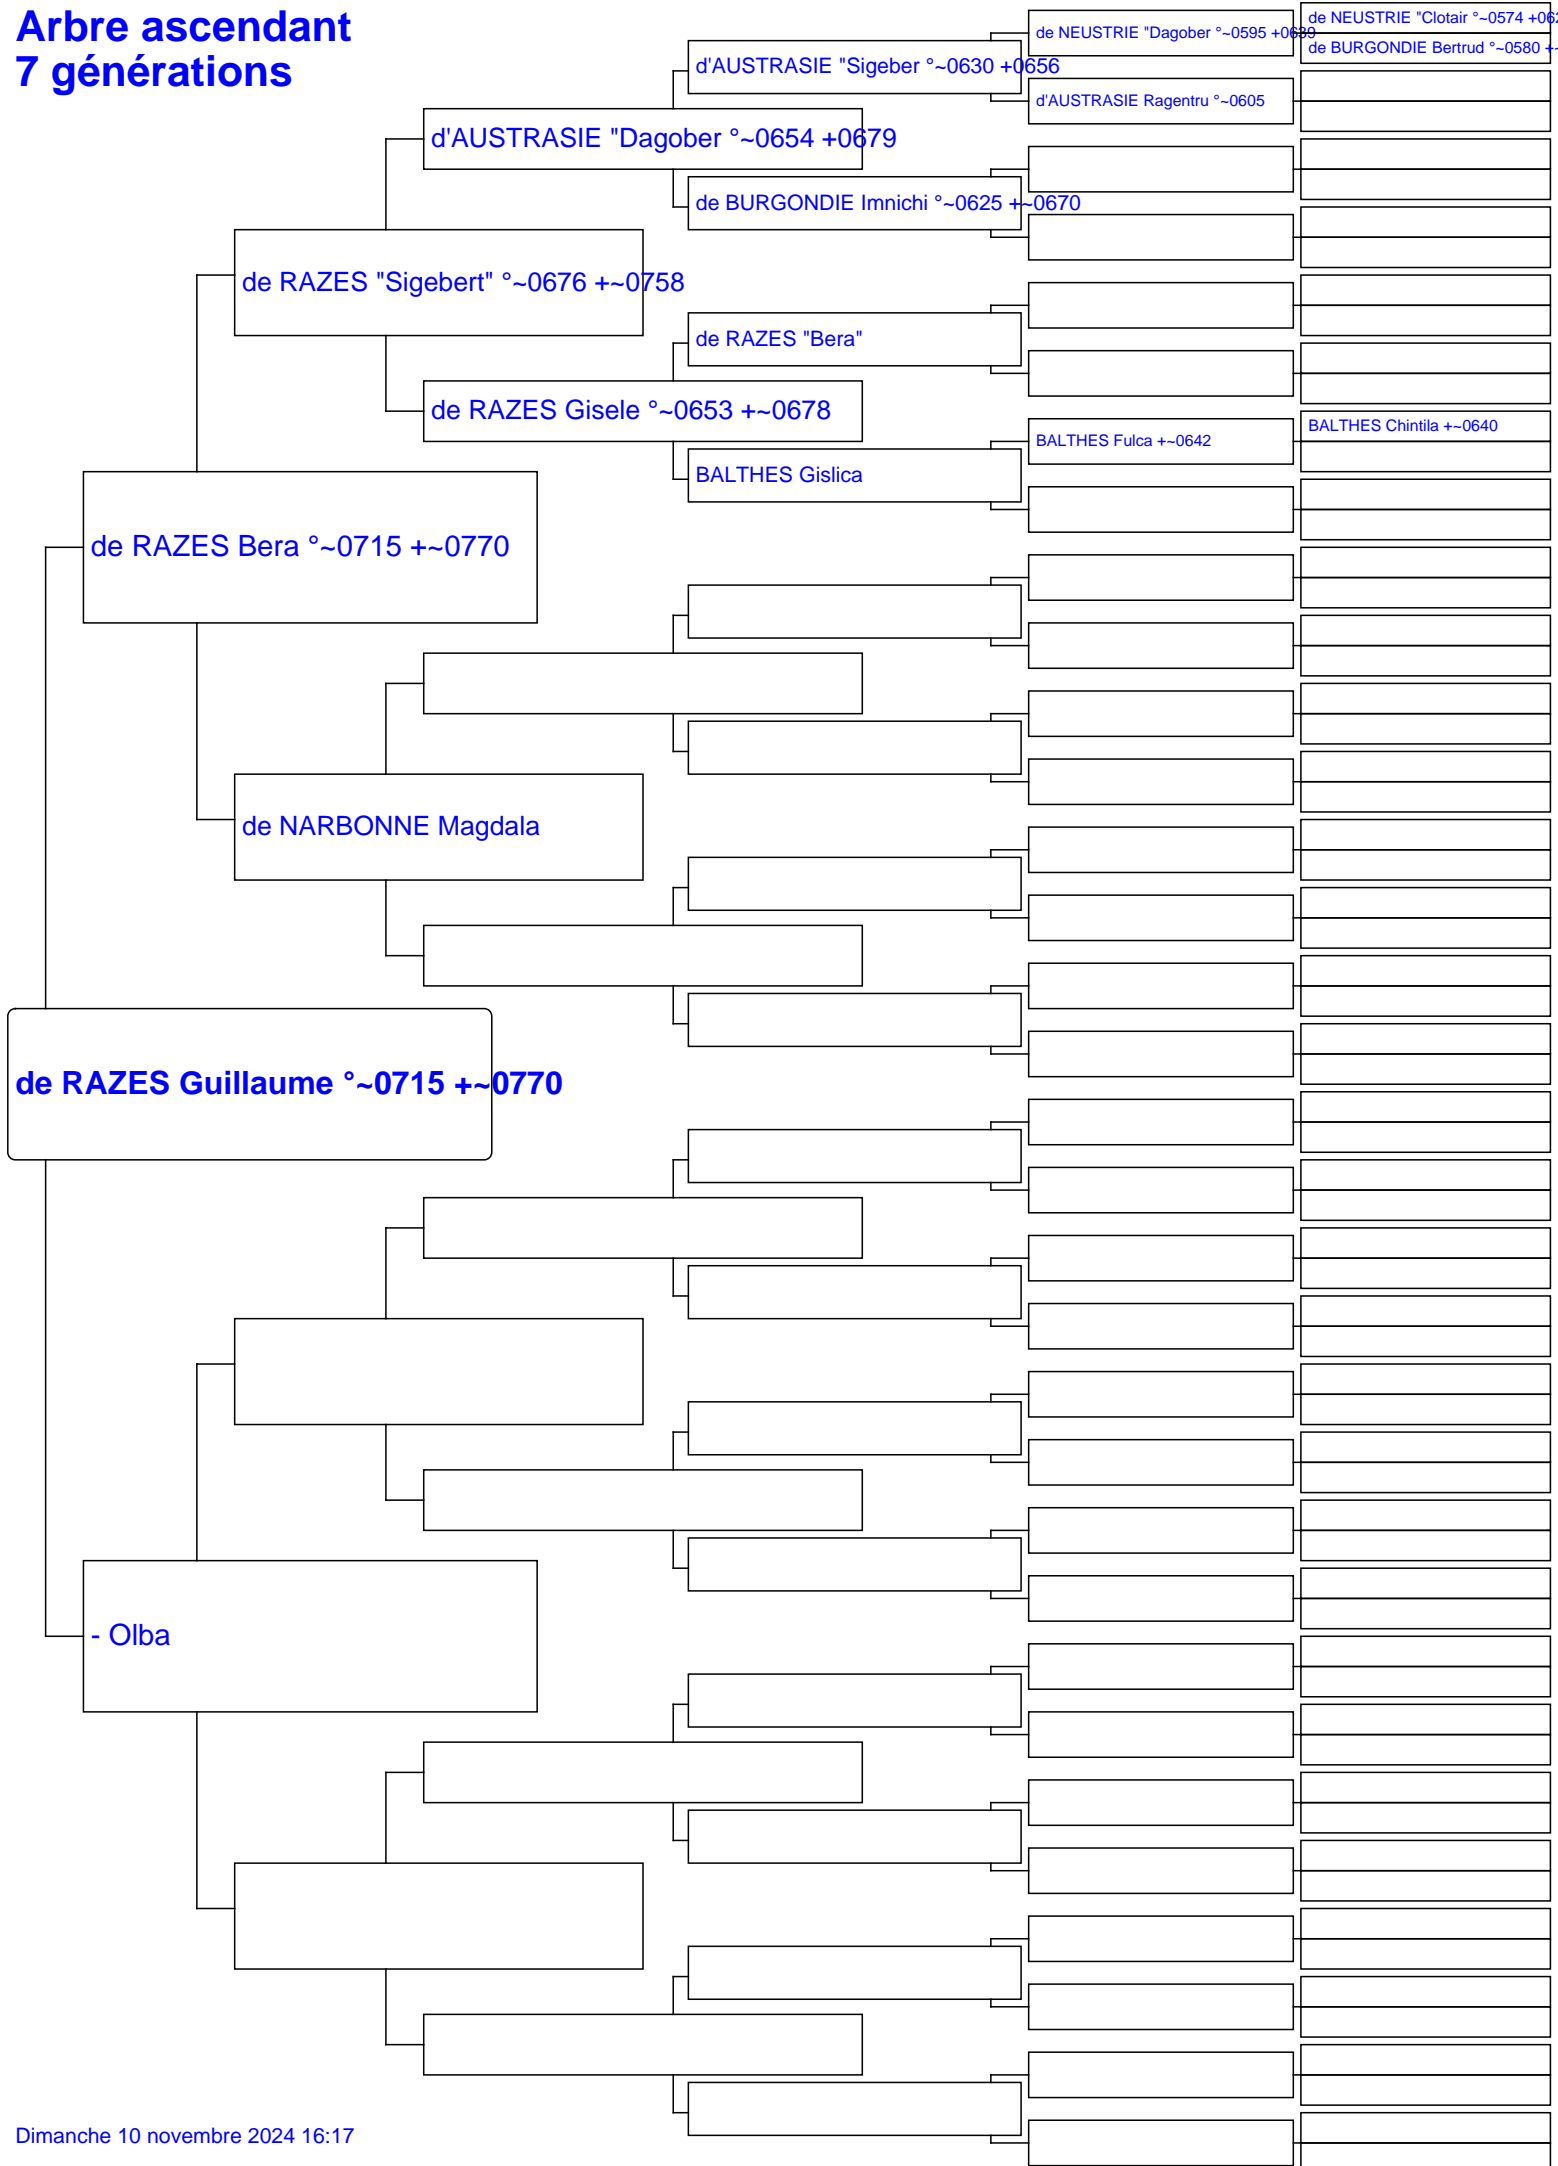 Arbre ascendant
7 générations
de NEUSTRIE "Clotair °~0574 +062
de NEUSTRIE "Dagober °~0595 +0639
de BURGONDIE Bertrud °~0580 +~
d'AUSTRASIE "Sigeber °~0630 +0656
d'AUSTRASIE Ragentru °~0605
d'AUSTRASIE "Dagober °~0654 +0679
de BURGONDIE Imnichi °~0625 +~0670
de RAZES "Sigebert" °~0676 +~0758
de RAZES "Bera"
de RAZES Gisele °~0653 +~0678
BALTHES Chintila +~0640
BALTHES Fulca +~0642
BALTHES Gislica
de RAZES Bera °~0715 +~0770
de NARBONNE Magdala
de RAZES Guillaume °~0715 +~0770
- Olba
Dimanche 10 novembre 2024 16:17